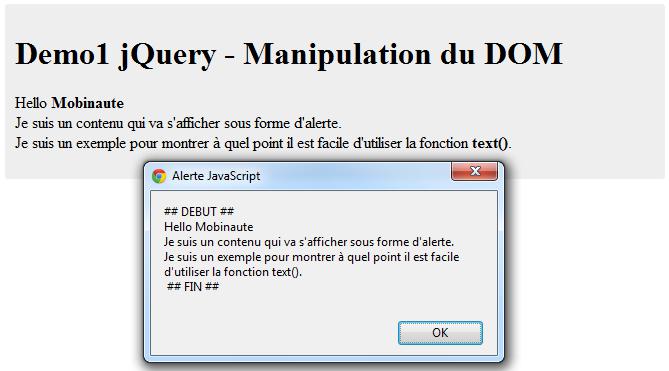 Demo1 jQuery - Manipulation du DOM
Hello Mobinaute
Je suis un contenu qui va s'afficher sous forme d'alerte.
Je suis un exemple pour montrer à quel point il est facile d'utiliser la fonction text().
Alerte JavaScript
## DEBUT ##
Hello Mobinaute
Je suis un contenu qui va s'afficher sous forme d'alerte.
Je suis un exemple pour montrer à quel point il est facile
d'utiliser la fonction text().
## FIN ##
OK